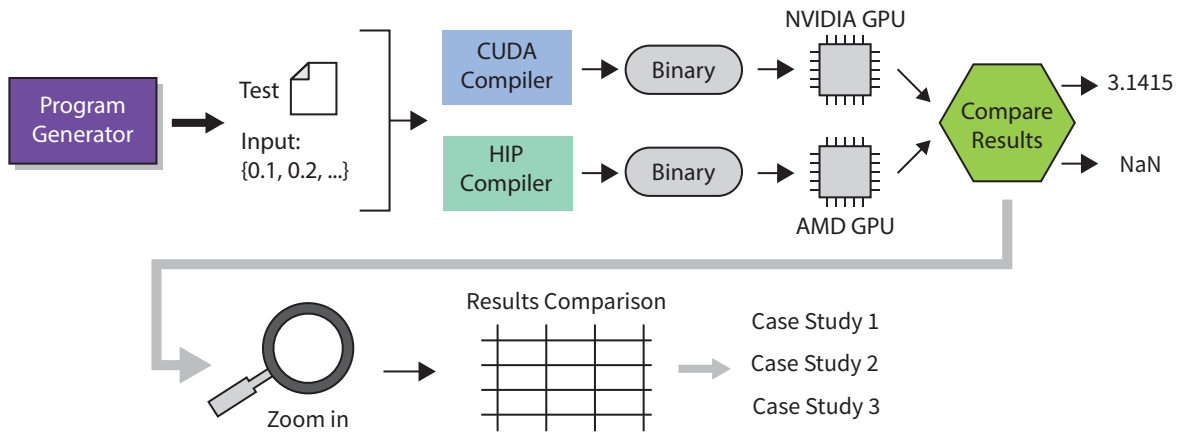 Program
Generator
Test
Input:
{0.1, 0.2, ...}
CUDA
Compiler
Binary
NVIDIA GPU
HIP
Compiler
Binary
AMD GPU
Compare
Results
3.1415
NaN
Zoom in
Results Comparison
Case Study 1
Case Study 2
Case Study 3